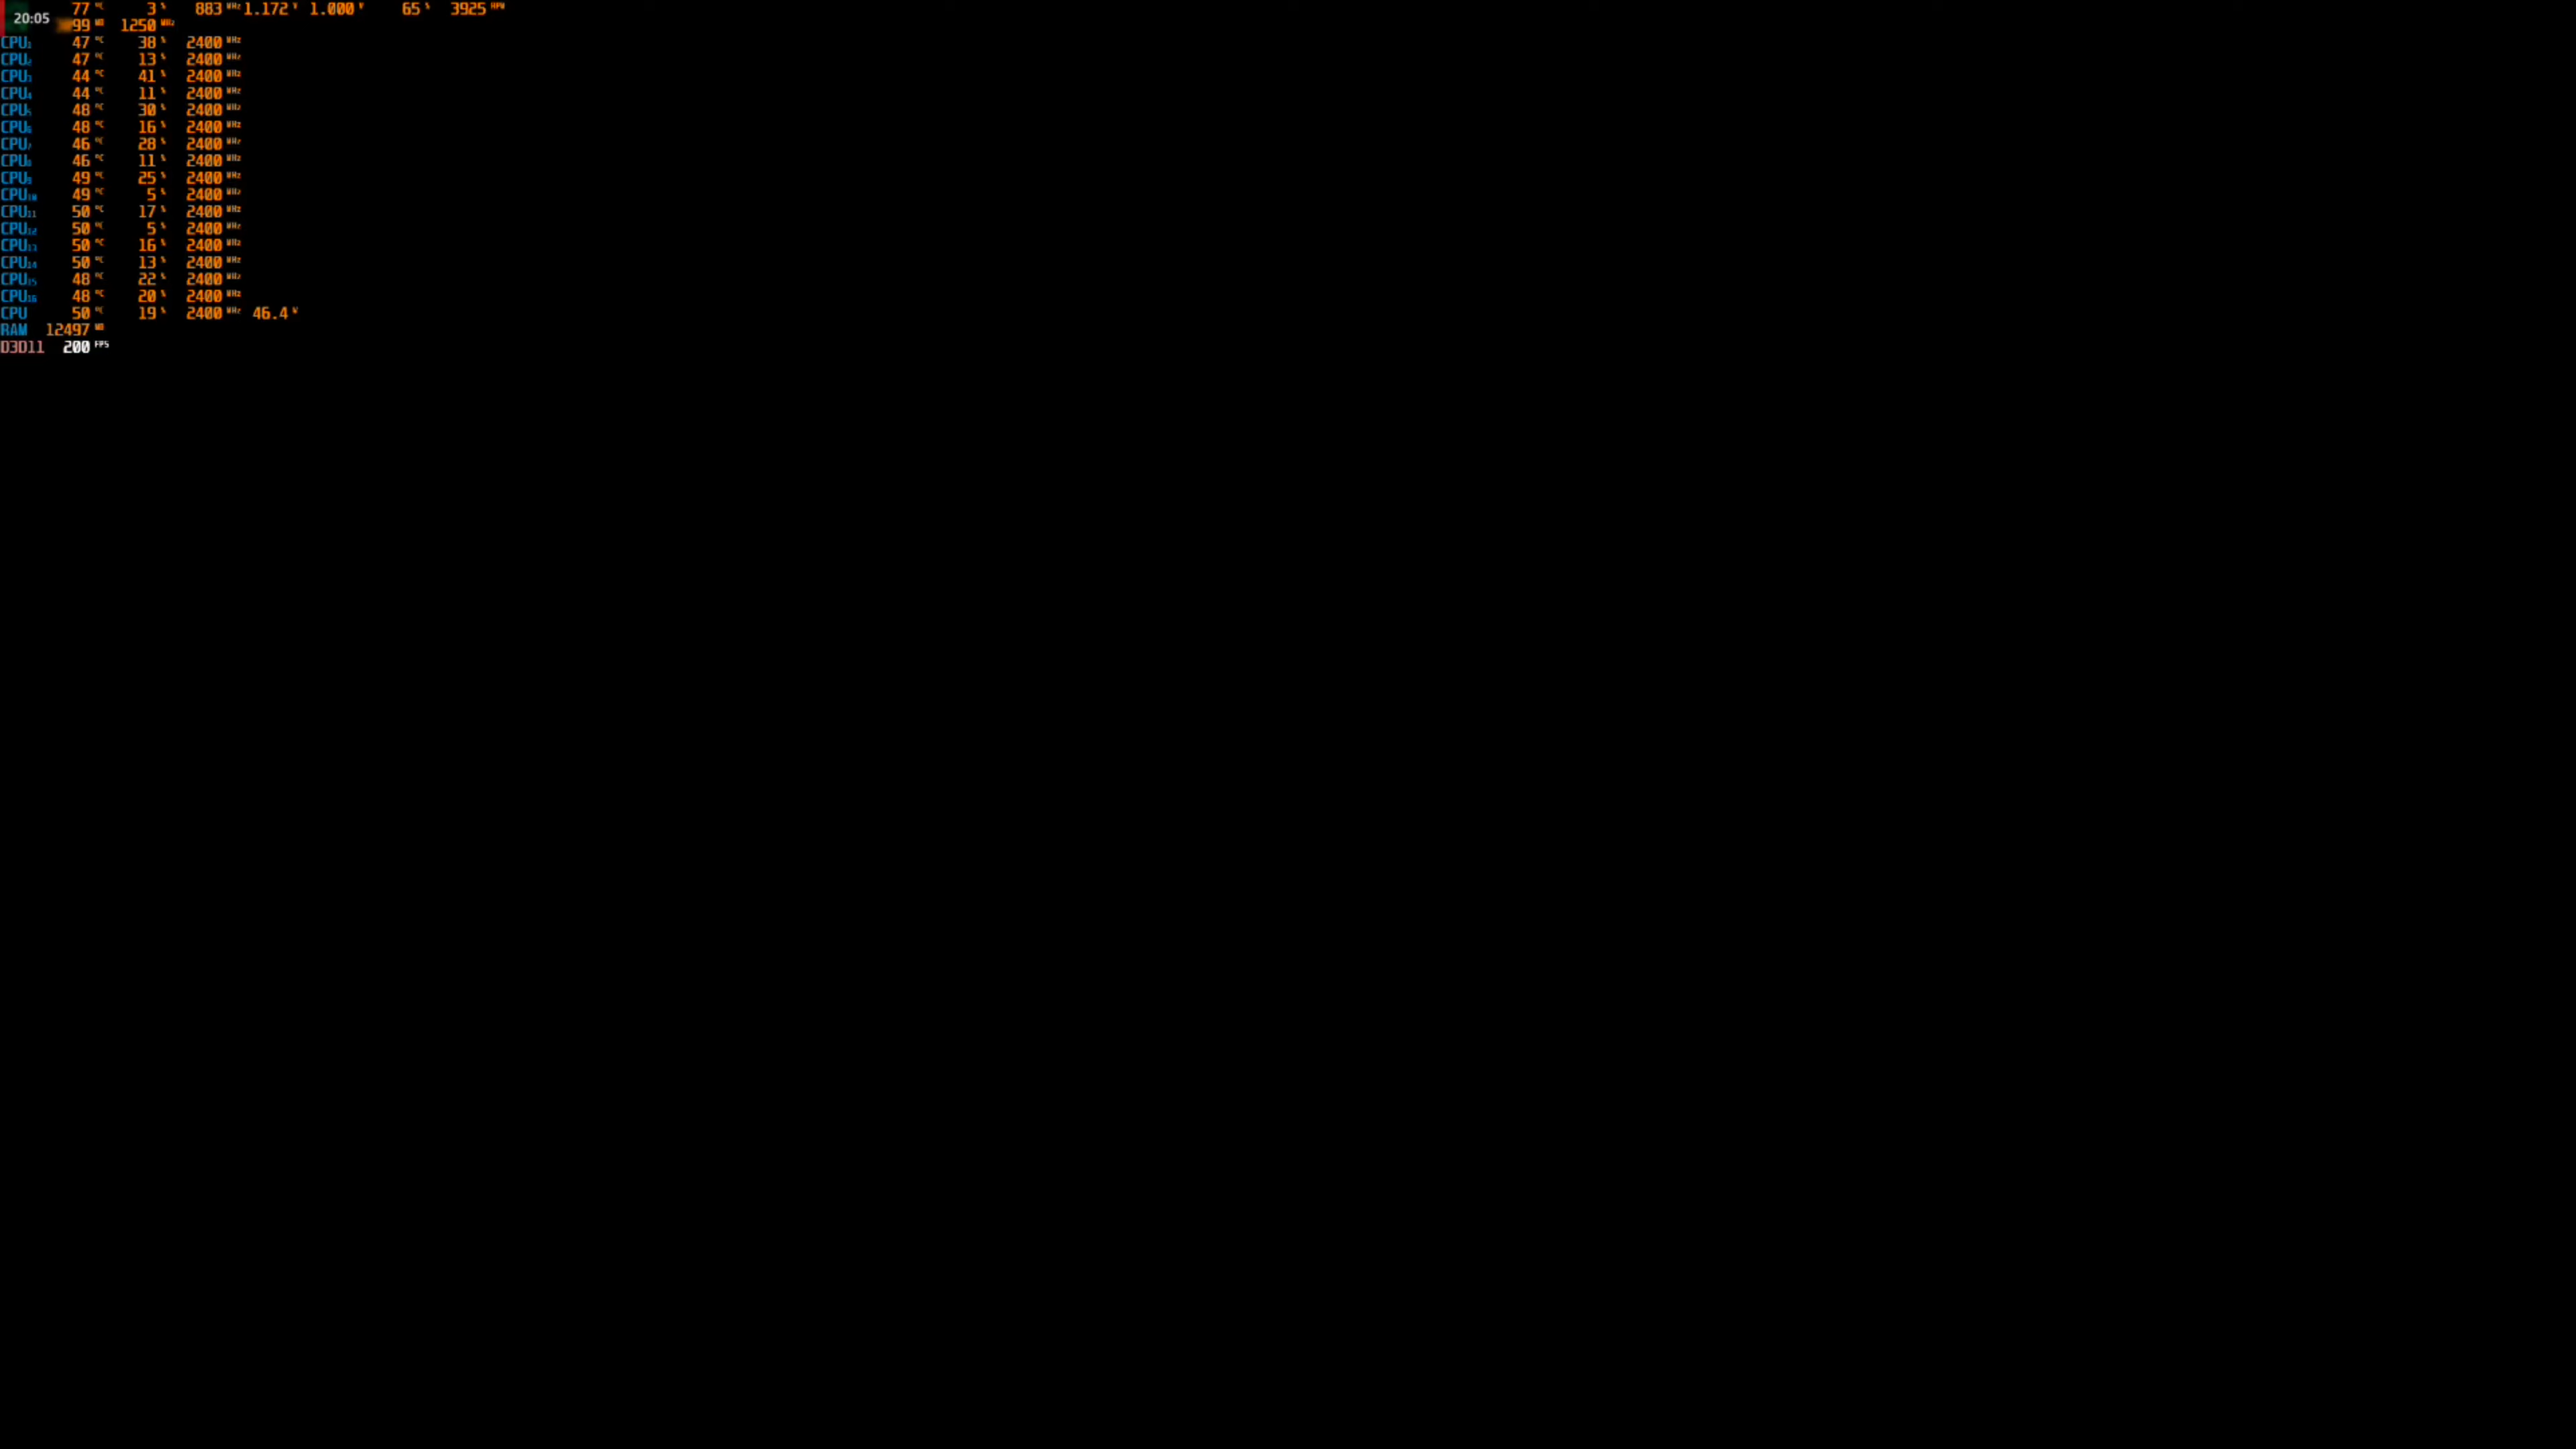 77 °C 3 % 883 MHz 1.172 V 1.000 V 65 % 3925 RPM
20:05
99 MB 1250 MHz
CPU1 47 °C 38 % 2400 MHz
CPU2 47 °C 13 % 2400 MHz
CPU3 44 °C 41 % 2400 MHz
CPU4 44 °C 11 % 2400 MHz
CPU5 48 °C 30 % 2400 MHz
CPU6 48 °C 16 % 2400 MHz
CPU7 46 °C 28 % 2400 MHz
CPU8 46 °C 11 % 2400 MHz
CPU9 49 °C 25 % 2400 MHz
CPU10 49 °C 5 % 2400 MHz
CPU11 50 °C 17 % 2400 MHz
CPU12 50 °C 5 % 2400 MHz
CPU13 50 °C 16 % 2400 MHz
CPU14 50 °C 13 % 2400 MHz
CPU15 48 °C 22 % 2400 MHz
CPU16 48 °C 20 % 2400 MHz
CPU 50 °C 19 % 2400 MHz 46.4 W
RAM 12497 MB
D3D11 200 FPS